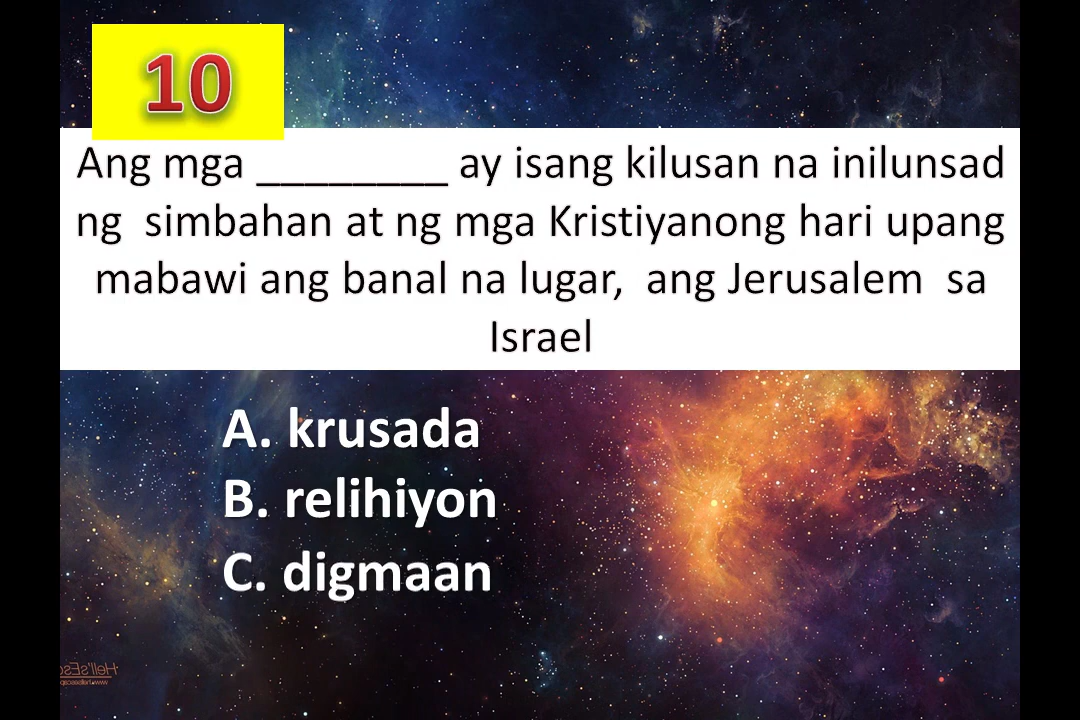 10
Ang mga ________ ay isang kilusan na inilunsad
ng simbahan at ng mga Kristiyanong hari upang
mabawi ang banal na lugar, ang Jerusalem sa
Israel
A. krusada
B. relihiyon
C. digmaan